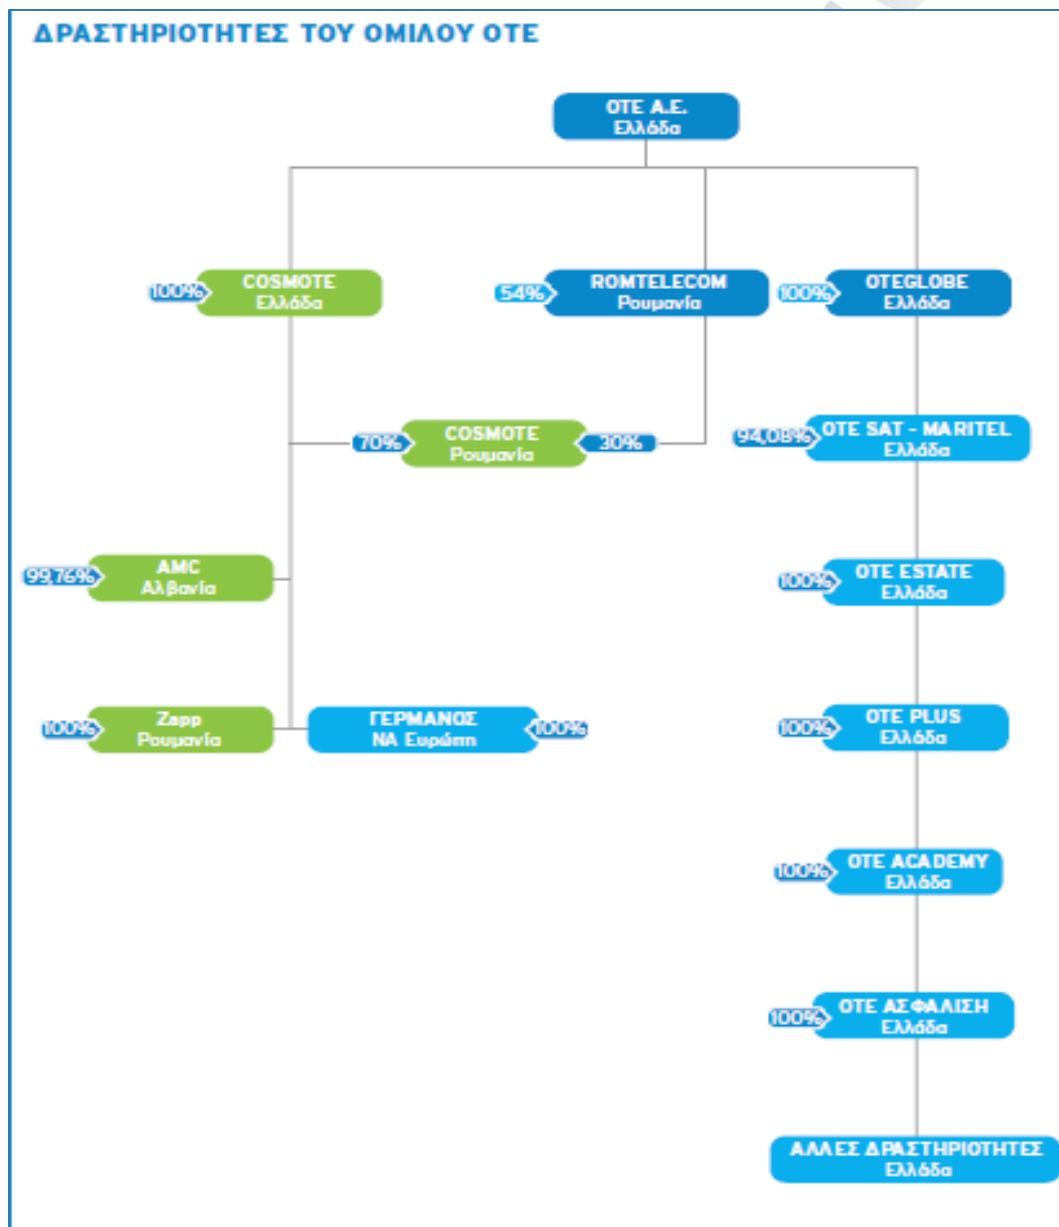 ΔΡΑΣΤΗΡΙΟΤΗΤΕΣ ΤΟΥ ΟΜΙΛΟΥ ΟΤΕ
ΟΤΕ Α.Ε.
Ελλάδα
100%
COSMOTE
Ελλάδα
54%
ROMTELECOM
Ρουμανία
100%
OTEGLOBE
Ελλάδα
70%
COSMOTE
Ρουμανία
30%
94,08%
OTE SAT - MARITEL
Ελλάδα
99,76%
AMC
Αλβανία
100%
OTE ESTATE
Ελλάδα
100%
Zapp
Ρουμανία
ΓΕΡΜΑΝΟΣ
ΝΑ Ευρώπη
100%
100%
OTE PLUS
Ελλάδα
100%
OTE ACADEMY
Ελλάδα
100%
ΟΤΕ ΑΣΦΑΛΙΣΗ
Ελλάδα
ΑΛΛΕΣ ΔΡΑΣΤΗΡΙΟΤΗΤΕΣ
Ελλάδα